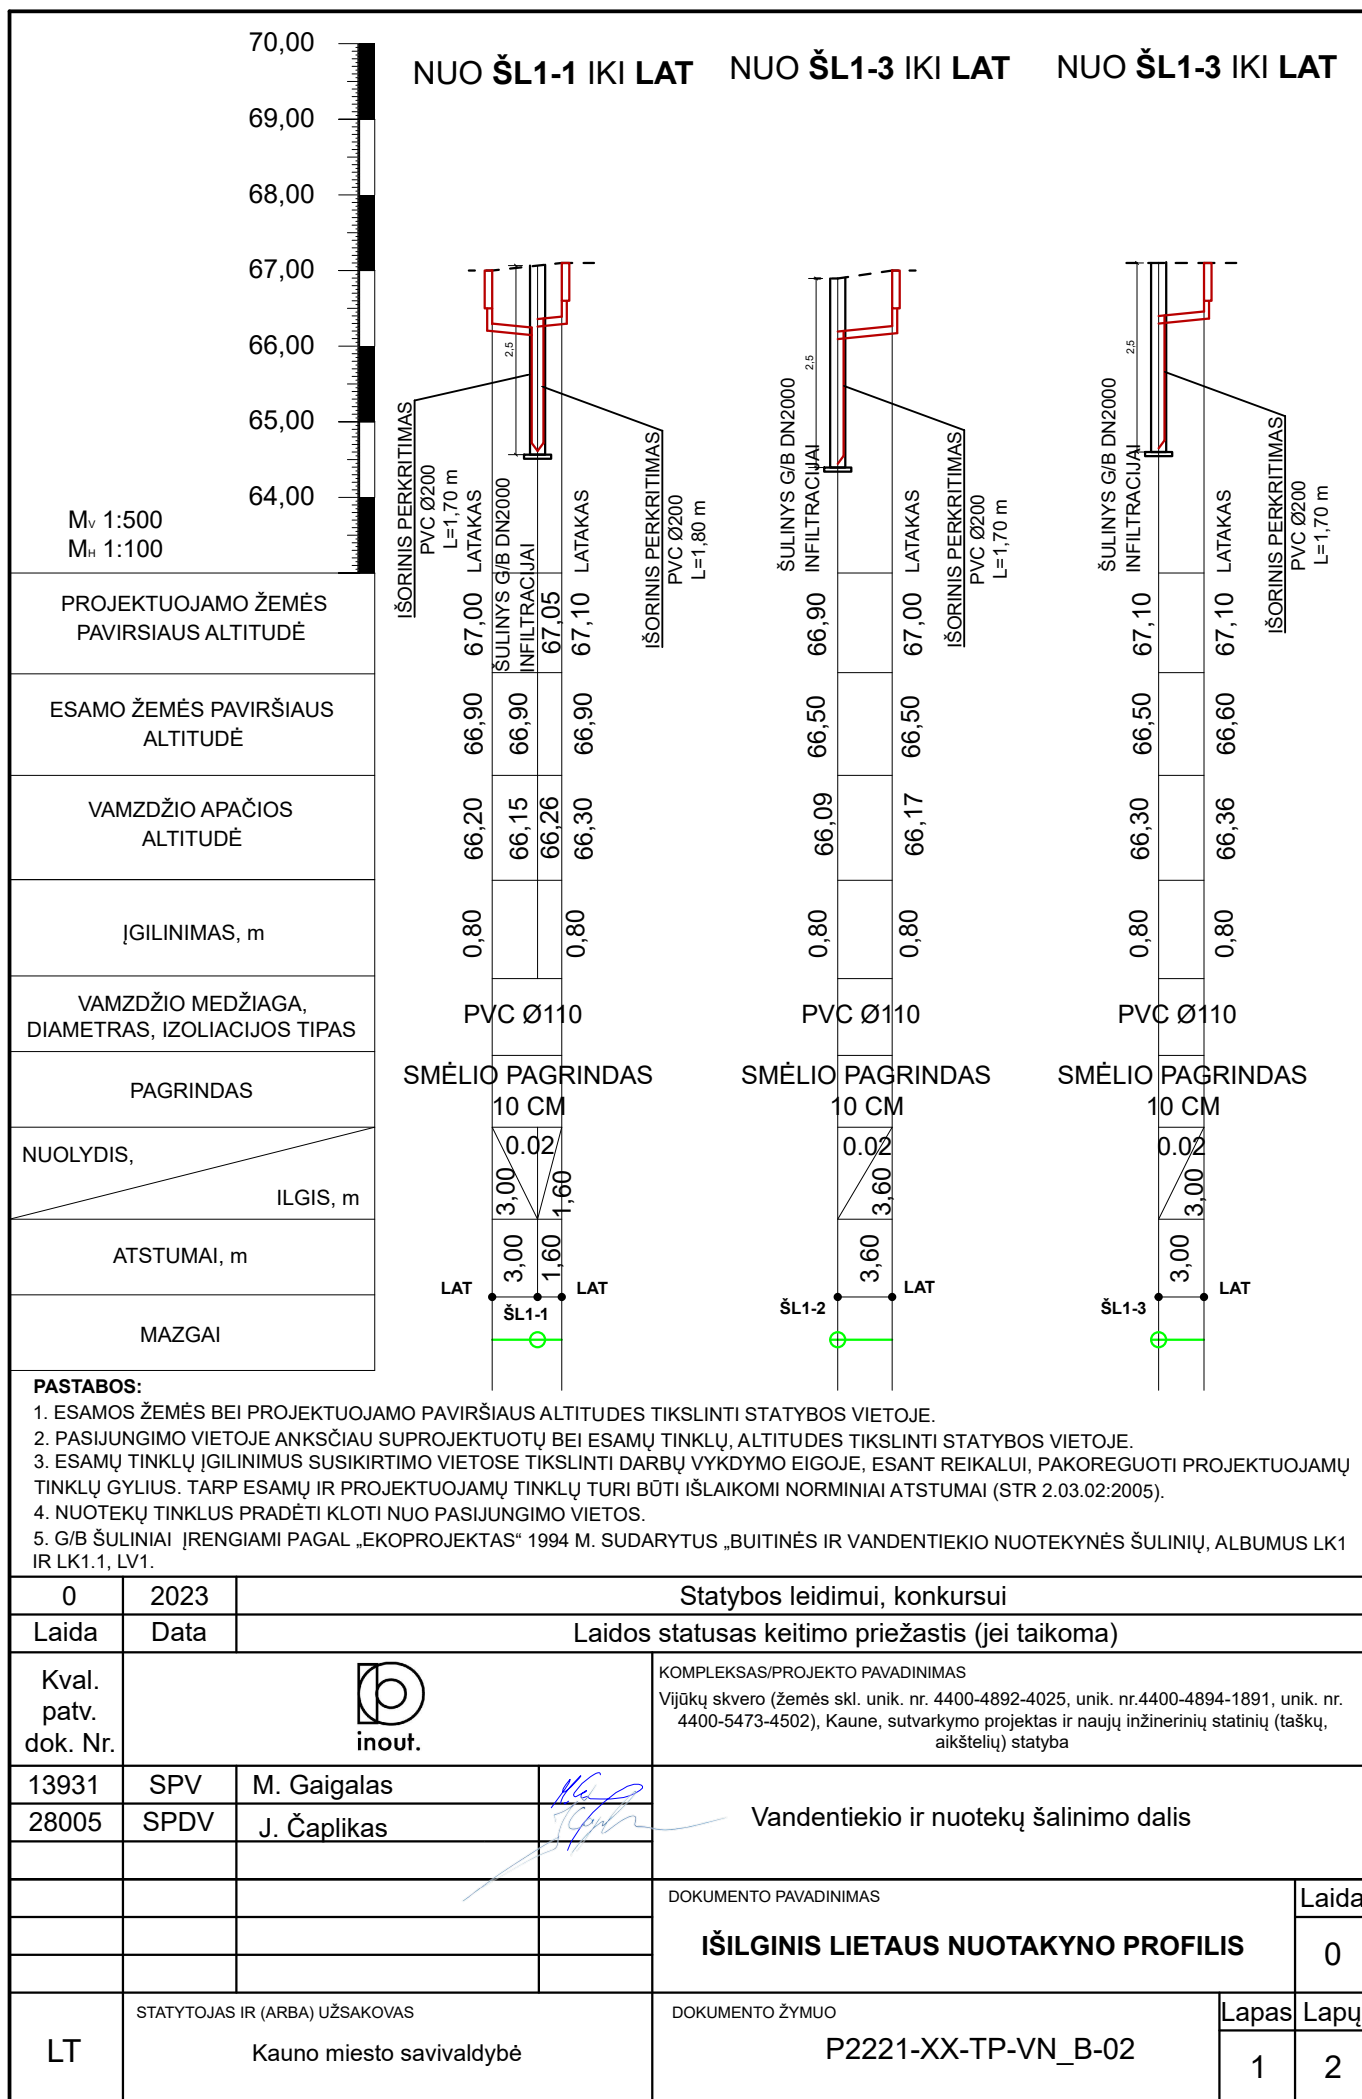 NUO ŠL1-1 IKI LAT
NUO ŠL1-3 IKI LAT
NUO ŠL1-3 IKI LAT
70,00
69,00
68,00
67,00
66,00
65,00
64,00
Mv 1:500
MH 1:100
2,5
2,5
2,5
IŠORINIS PERKRITIMAS
PVC Ø200
L=1,70 m
LATAKAS
ŠULINYS G/B DN2000
INFILTRACIJAI
LATAKAS
IŠORINIS PERKRITIMAS
PVC Ø200
L=1,80 m
ŠULINYS G/B DN2000
INFILTRACIJAI
LATAKAS
IŠORINIS PERKRITIMAS
PVC Ø200
L=1,70 m
ŠULINYS G/B DN2000
INFILTRACIJAI
LATAKAS
IŠORINIS PERKRITIMAS
PVC Ø200
L=1,70 m
PROJEKTUOJAMO ŽEMĖS
PAVIRSIAUS ALTITUDĖ
67,00 67,05 67,10 66,90 67,00 67,10 67,10
ESAMO ŽEMĖS PAVIRŠIAUS
ALTITUDĖ
66,90 66,90 66,90 66,50 66,50 66,50 66,60
VAMZDŽIO APAČIOS
ALTITUDĖ
66,20 66,15 66,26 66,30 66,09 66,17 66,30 66,36
ĮGILINIMAS, m
0,80 0,80 0,80 0,80 0,80 0,80
VAMZDŽIO MEDŽIAGA,
DIAMETRAS, IZOLIACIJOS TIPAS
PVC Ø110 PVC Ø110 PVC Ø110
PAGRINDAS
SMĖLIO PAGRINDAS
10 CM
SMĖLIO PAGRINDAS
10 CM
SMĖLIO PAGRINDAS
10 CM
NUOLYDIS,
ILGIS, m
0.02 0.02 0.02
3,00 1,60 3,60 3,00
ATSTUMAI, m
3,00 1,60 3,60 3,00
MAZGAI
LAT ŠL1-1 LAT
ŠL1-2 LAT
ŠL1-3 LAT
PASTABOS:
1. ESAMOS ŽEMĖS BEI PROJEKTUOJAMO PAVIRŠIAUS ALTITUDES TIKSLINTI STATYBOS VIETOJE.
2. PASIJUNGIMO VIETOJE ANKSČIAU SUPROJEKTUOTŲ BEI ESAMŲ TINKLŲ, ALTITUDES TIKSLINTI STATYBOS VIETOJE.
3. ESAMŲ TINKLŲ ĮGILINIMUS SUSIKIRTIMO VIETOSE TIKSLINTI DARBŲ VYKDYMO EIGOJE, ESANT REIKALUI, PAKOREGUOTI PROJEKTUOJAMŲ
TINKLŲ GYLIUS. TARP ESAMŲ IR PROJEKTUOJAMŲ TINKLŲ TURI BŪTI IŠLAIKOMI NORMINIAI ATSTUMAI (STR 2.03.02:2005).
4. NUOTEKŲ TINKLUS PRADĖTI KLOTI NUO PASIJUNGIMO VIETOS.
5. G/B ŠULINIAI ĮRENGIAMI PAGAL „EKOPROJEKTAS“ 1994 M. SUDARYTUS „BUITINĖS IR VANDENTIEKIO NUOTEKYNĖS ŠULINIŲ, ALBUMUS LK1
IR LK1.1, LV1.
0 2023 Statybos leidimui, konkursui
Laida Data Laidos statusas keitimo priežastis (jei taikoma)
Kval.
patv.
dok. Nr.
inout.
KOMPLEKSAS/PROJEKTO PAVADINIMAS
Vijūkų skvero (žemės skl. unik. nr. 4400-4892-4025, unik. nr.4400-4894-1891, unik. nr.
4400-5473-4502), Kaune, sutvarkymo projektas ir naujų inžinerinių statinių (taškų,
aikštelių) statyba
13931 SPV M. Gaigalas
28005 SPDV J. Čaplikas
Vandentiekio ir nuotekų šalinimo dalis
DOKUMENTO PAVADINIMAS
IŠILGINIS LIETAUS NUOTAKYNO PROFILIS
Laida
0
LT
STATYTOJAS IR (ARBA) UŽSAKOVAS
Kauno miesto savivaldybė
DOKUMENTO ŽYMUO
P2221-XX-TP-VN_B-02
Lapas Lapų
1 2